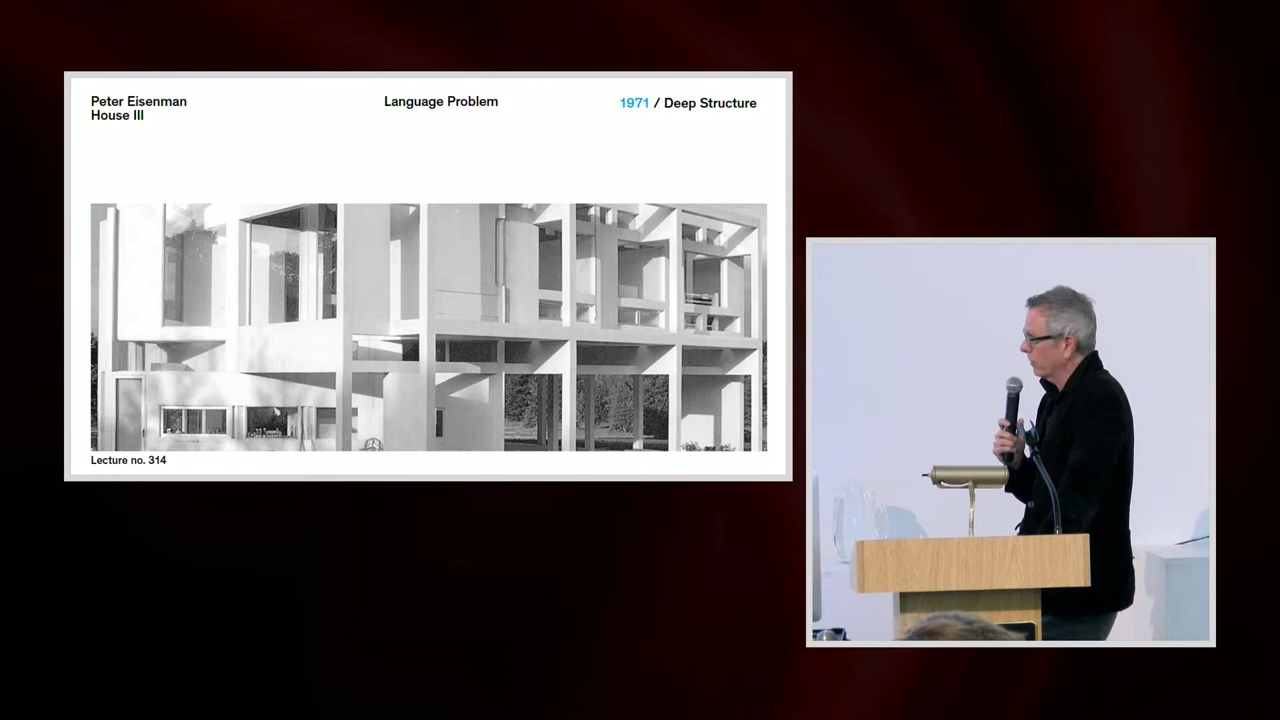 Peter Eisenman
House III
Language Problem
1971 / Deep Structure
Lecture no. 314